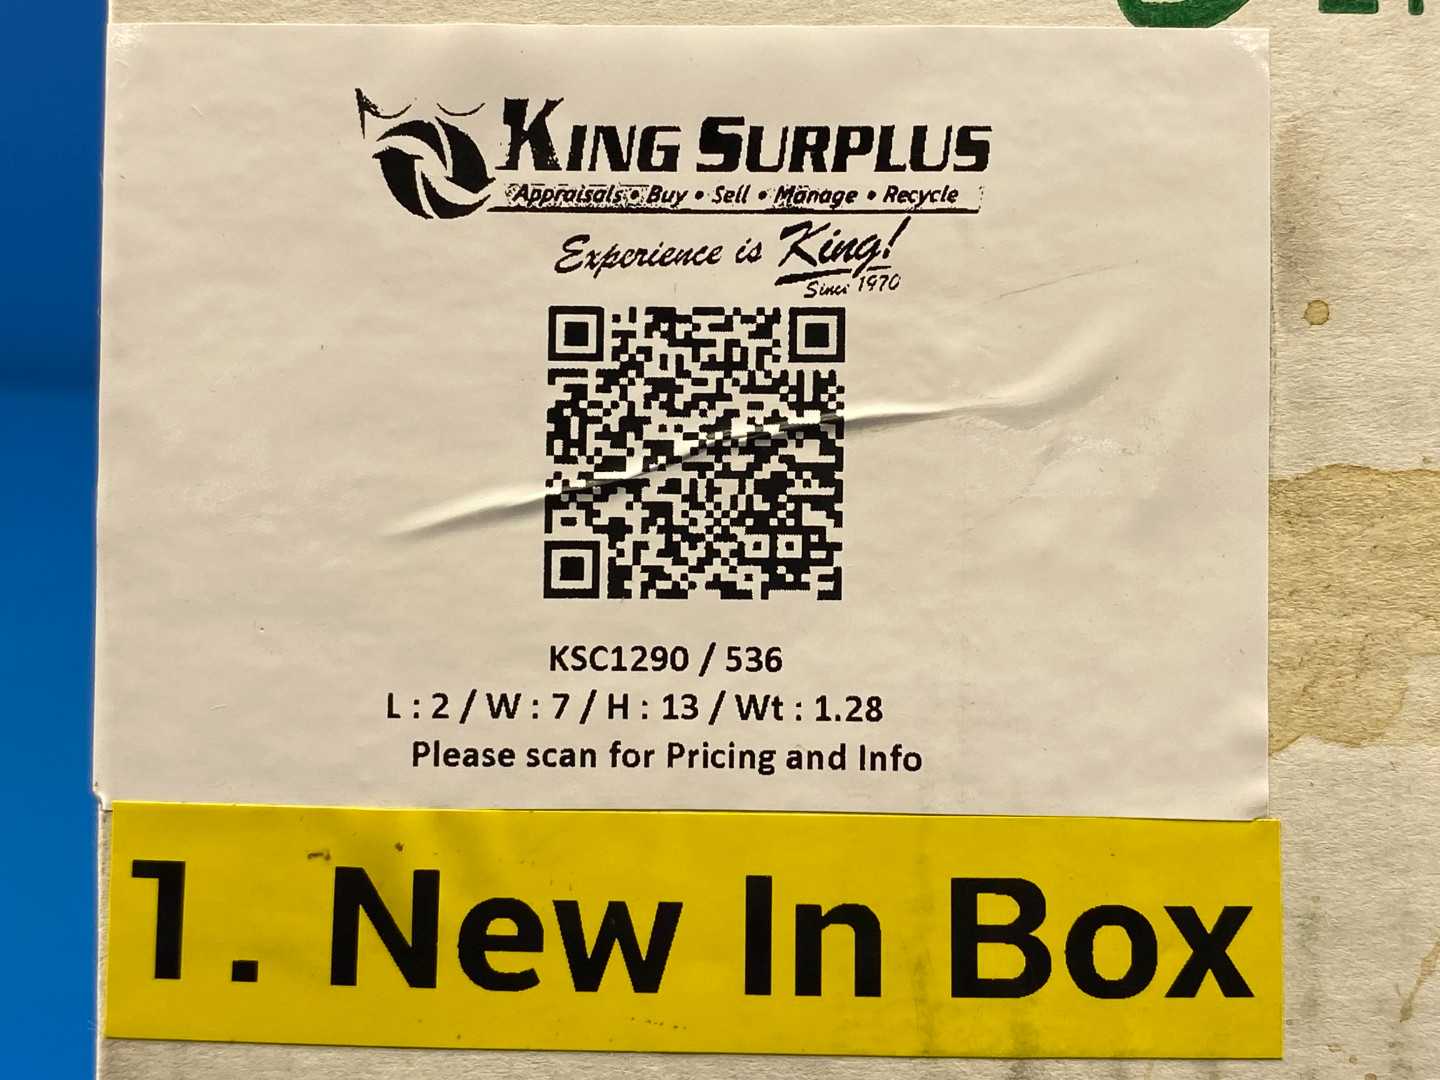 KING SURPLUS
Appraisals • Buy • Sell • Manage • Recycle
Experience is King!
Since 1970
KSC1290 / 536
L : 2 / W : 7 / H : 13 / Wt : 1.28
Please scan for Pricing and Info
1. New In Box